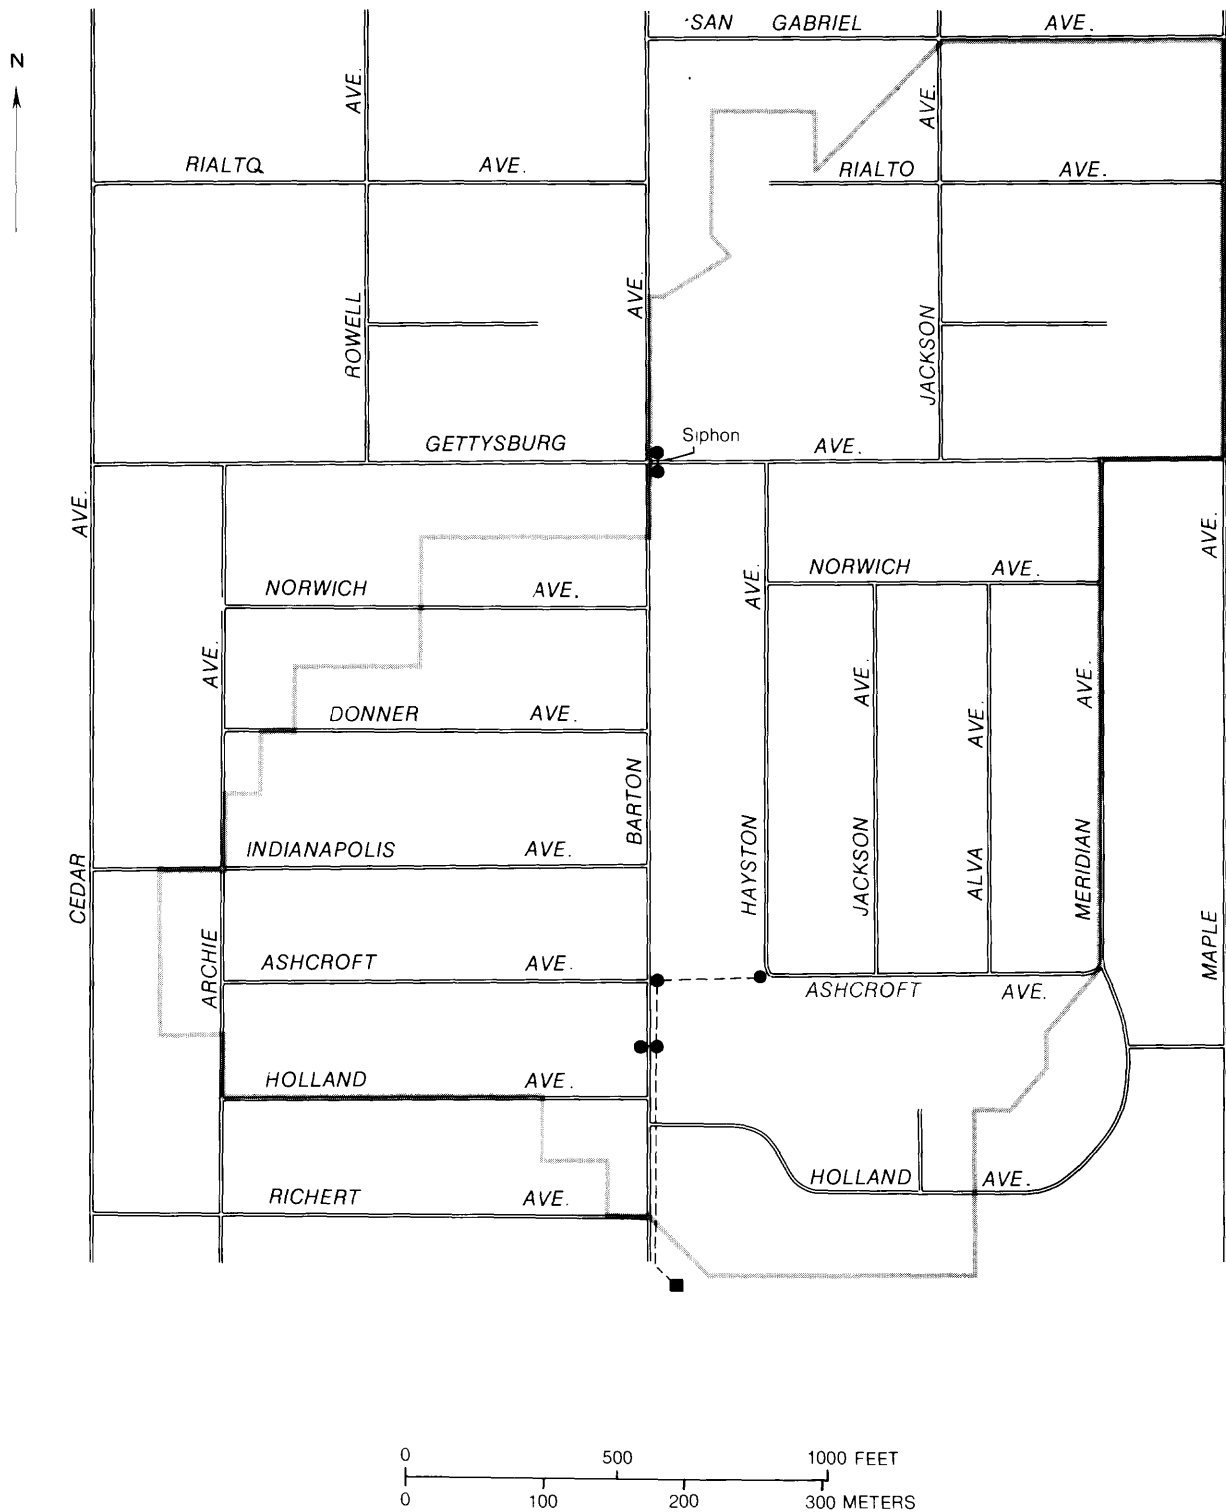 SAN GABRIEL AVE.
N
AVE.
AVE.
RIALTO AVE.
RIALTO AVE.
AVE.
ROWELL
JACKSON
GETTYSBURG AVE.
Siphon
AVE.
AVE.
NORWICH AVE.
AVE.
NORWICH AVE.
AVE.
AVE.
AVE.
AVE.
DONNER AVE.
BARTON
INDIANAPOLIS AVE.
HAYSTON
JACKSON
ALVA
MERIDIAN
CEDAR
ARCHIE
MAPLE
ASHCROFT AVE.
ASHCROFT AVE.
HOLLAND AVE.
HOLLAND AVE.
RICHERT AVE.
0 500 1000 FEET
0 100 200 300 METERS